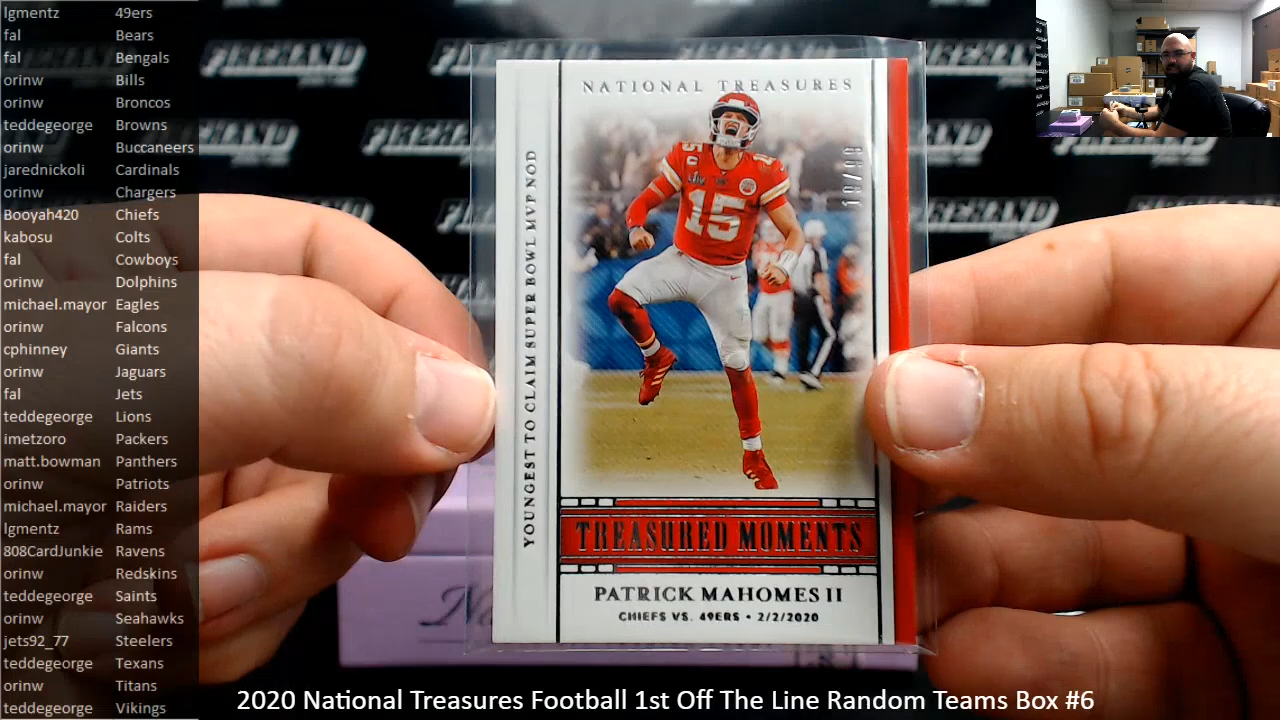 lgmentz 49ers
fal Bears
fal Bengals
orinw Bills
orinw Broncos
teddegeorge Browns
orinw Buccaneers
jarednickoli Cardinals
orinw Chargers
Booyah420 Chiefs
kabosu Colts
fal Cowboys
orinw Dolphins
michael.mayor Eagles
orinw Falcons
cphinney Giants
orinw Jaguars
fal Jets
teddegeorge Lions
imetzoro Packers
matt.bowman Panthers
orinw Patriots
michael.mayor Raiders
lgmentz Rams
808CardJunkie Ravens
orinw Redskins
teddegeorge Saints
orinw Seahawks
jets92_77 Steelers
teddegeorge Texans
orinw Titans
teddegeorge Vikings
FIREHAND
NATIONAL TREASURES
YOUNGEST TO CLAIM SUPER BOWL MVP NOD
15
LIV
15
TREASURED MOMENTS
PATRICK MAHOMES II
CHIEFS VS. 49ERS • 2/2/2020
2020 National Treasures Football 1st Off The Line Random Teams Box #6